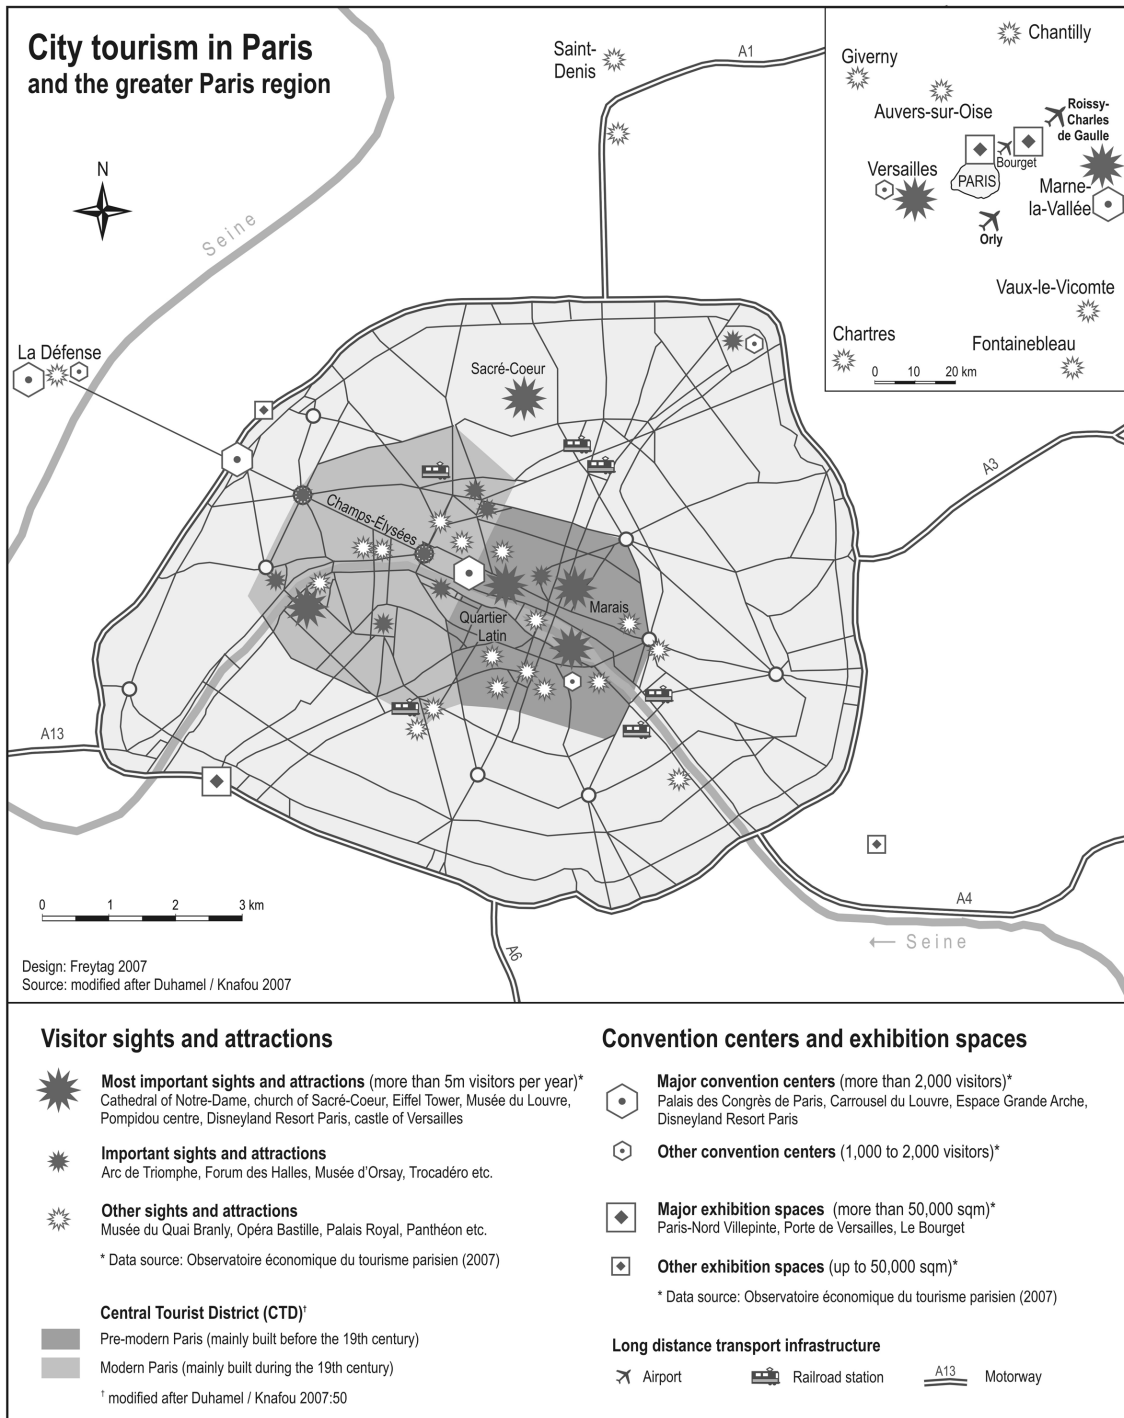 City tourism in Paris
and the greater Paris region
N
Seine
Saint-
Denis
A1
Chantilly
Giverny
Auvers-sur-Oise
Roissy-
Charles
de Gaulle
Bourget
Versailles
PARIS
Marne-
la-Vallée
Orly
Vaux-le-Vicomte
Chartres
Fontainebleau
0 10 20 km
La Défense
Sacré-Coeur
A3
Champs-Élysées
Marais
Quartier
Latin
A13
0 1 2 3 km
A4
← Seine
A6
Design: Freytag 2007
Source: modified after Duhamel / Knafou 2007
Visitor sights and attractions
Most important sights and attractions (more than 5m visitors per year)*
Cathedral of Notre-Dame, church of Sacré-Coeur, Eiffel Tower, Musée du Louvre,
Pompidou centre, Disneyland Resort Paris, castle of Versailles
Important sights and attractions
Arc de Triomphe, Forum des Halles, Musée d'Orsay, Trocadéro etc.
Other sights and attractions
Musée du Quai Branly, Opéra Bastille, Palais Royal, Panthéon etc.
* Data source: Observatoire économique du tourisme parisien (2007)
Central Tourist District (CTD)†
Pre-modern Paris (mainly built before the 19th century)
Modern Paris (mainly built during the 19th century)
† modified after Duhamel / Knafou 2007:50
Convention centers and exhibition spaces
Major convention centers (more than 2,000 visitors)*
Palais des Congrès de Paris, Carrousel du Louvre, Espace Grande Arche,
Disneyland Resort Paris
Other convention centers (1,000 to 2,000 visitors)*
Major exhibition spaces (more than 50,000 sqm)*
Paris-Nord Villepinte, Porte de Versailles, Le Bourget
Other exhibition spaces (up to 50,000 sqm)*
* Data source: Observatoire économique du tourisme parisien (2007)
Long distance transport infrastructure
Airport
Railroad station
A13
Motorway